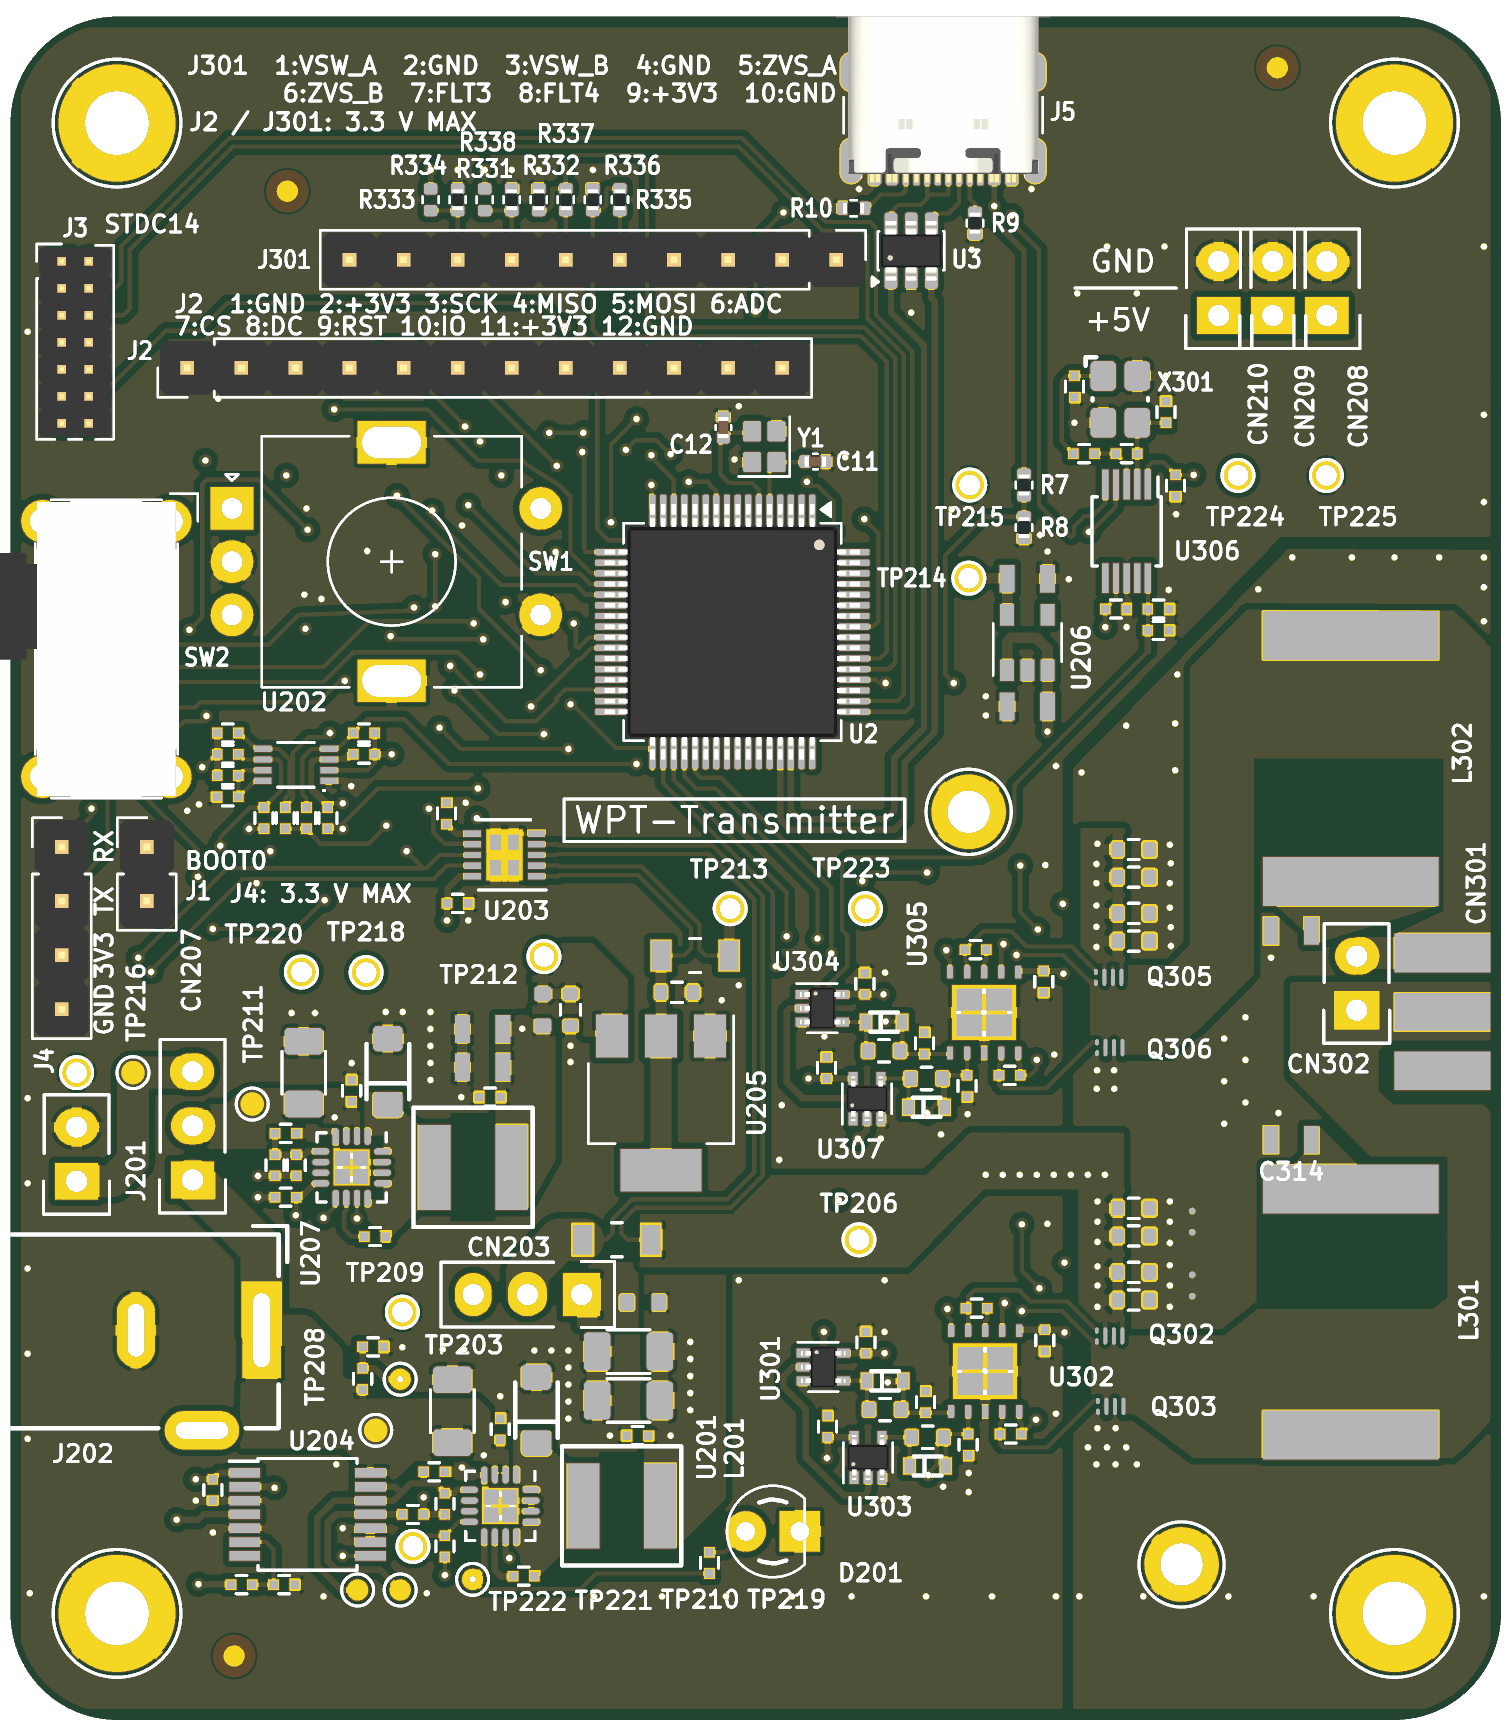 J301 1:VSW_A 2:GND 3:VSW_B 4:GND 5:ZVS_A
6:ZVS_B 7:FLT3 8:FLT4 9:+3V3 10:GND
J2 / J301: 3.3 V MAX
J5
R337
R338
R334
R331
R332
R336
R333
R335
R10
R9
J3
STDC14
J301
U3
GND
+5V
J2 1:GND 2:+3V3 3:SCK 4:MISO 5:MOSI 6:ADC
7:CS 8:DC 9:RST 10:IO 11:+3V3 12:GND
J2
X301
CN210
CN209
CN208
C12
Y1
C11
R7
TP215
TP224
TP225
R8
U306
SW1
TP214
SW2
U206
U202
U2
L302
WPT-Transmitter
RX
BOOT0
TP213
TP223
J1
J4: 3.3 V MAX
TX
CN301
U203
U305
TP220
TP218
3V3
CN207
TP212
U304
Q305
GND
TP216
TP211
J4
Q306
CN302
U205
U307
J201
C314
TP206
U207
CN203
TP209
L301
TP203
Q302
TP208
U301
U302
Q303
J202
U204
U201
L201
U303
D201
TP222
TP221
TP210
TP219